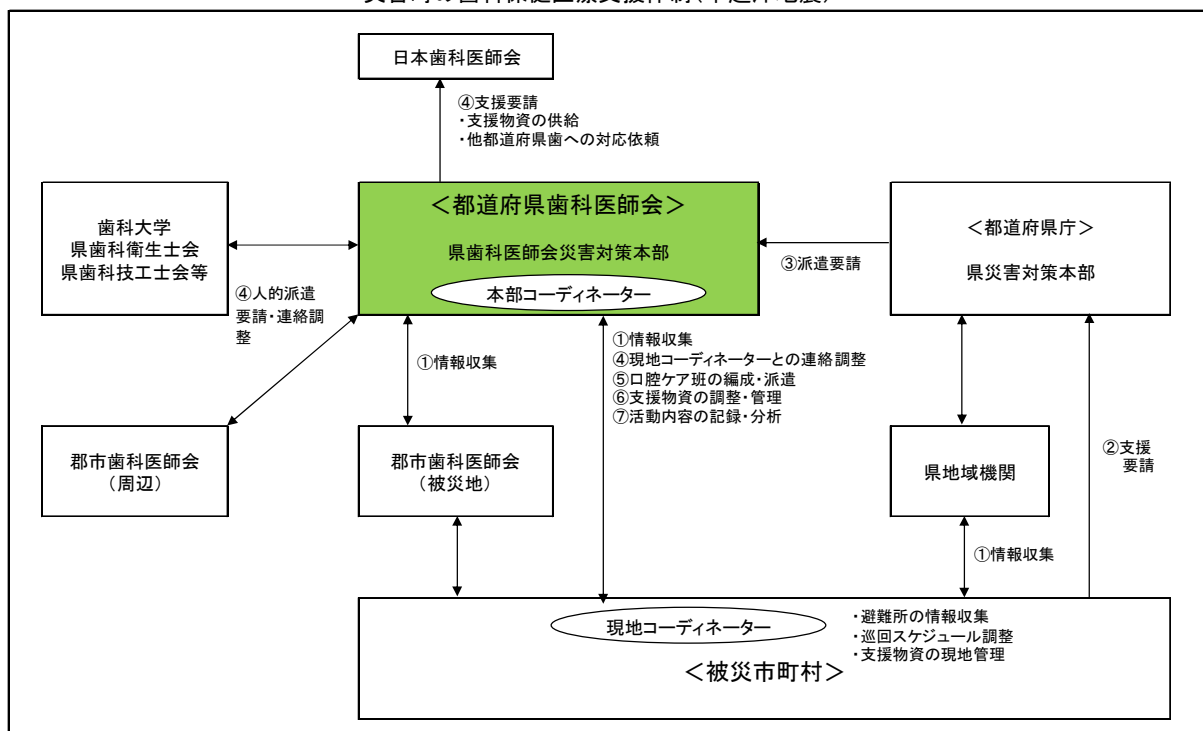 日本歯科医師会
④支援要請
・支援物資の供給
・他都道府県歯への対応依頼
歯科大学
県歯科衛生士会
県歯科技工士会等
＜都道府県歯科医師会＞
県歯科医師会災害対策本部
本部コーディネーター
＜都道府県庁＞
県災害対策本部
③派遣要請
④人的派遣
要請・連絡調
整
①情報収集
①情報収集
④現地コーディネーターとの連絡調整
⑤口腔ケア班の編成・派遣
⑥支援物資の調整・管理
⑦活動内容の記録・分析
郡市歯科医師会
（周辺）
郡市歯科医師会
（被災地）
県地域機関
②支援
要請
①情報収集
現地コーディネーター
・避難所の情報収集
・巡回スケジュール調整
・支援物資の現地管理
＜被災市町村＞